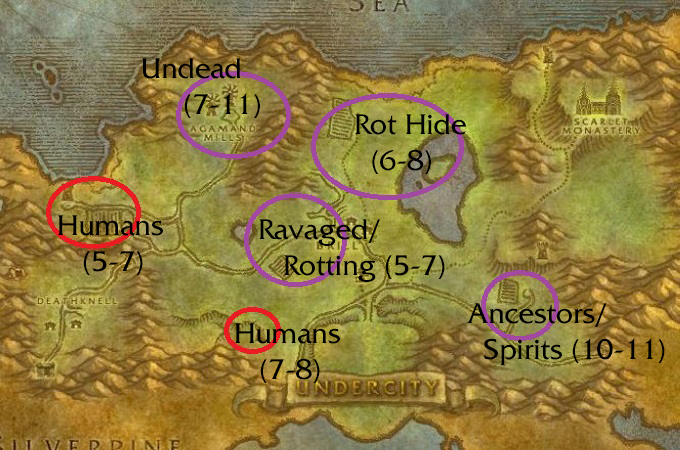 SEA
Undead
(7-11)
AGAMAND
MILLS
Rot Hide
(6-8)
SCARLET
MONASTERY
Humans
(5-7)
Ravaged/
Rotting (5-7)
BRILL
DEATHKNELL
Ancestors/
Spirits (10-11)
Humans
(7-8)
UNDERCITY
SILVERPINE